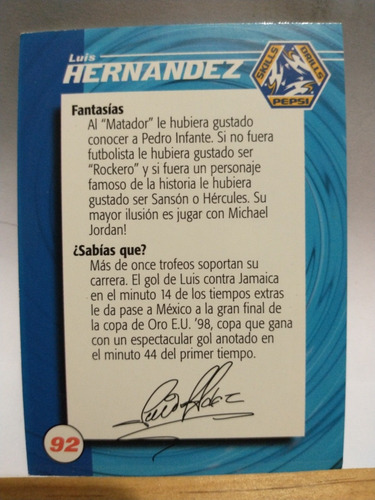 Luis
HERNANDEZ
SKILLS
DRILLS
PEPSI
Fantasías
Al "Matador" le hubiera gustado
conocer a Pedro Infante. Si no fuera
futbolista le hubiera gustado ser
"Rockero" y si fuera un personaje
famoso de la historia le hubiera
gustado ser Sansón o Hércules. Su
mayor ilusión es jugar con Michael
Jordan!
¿Sabías que?
Más de once trofeos soportan su
carrera. El gol de Luis contra Jamaica
en el minuto 14 de los tiempos extras
le da pase a México a la gran final de
la copa de Oro E.U. '98, copa que gana
con un espectacular gol anotado en
el minuto 44 del primer tiempo.
92